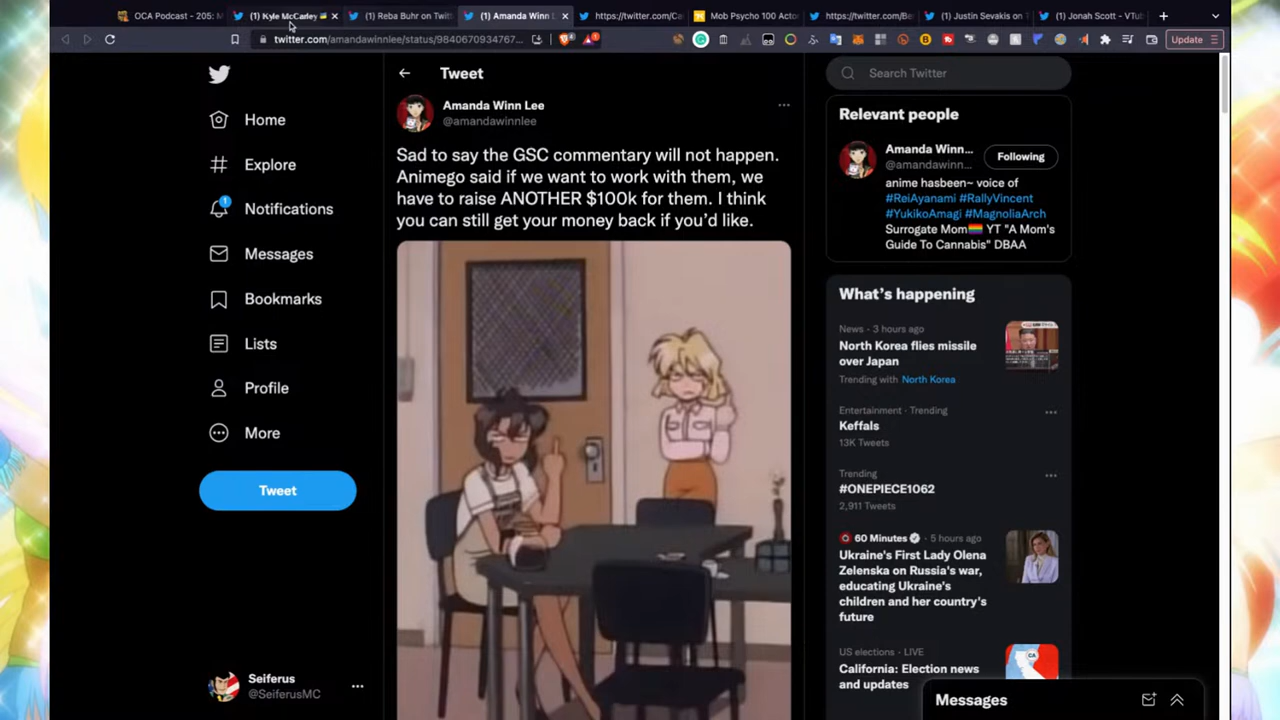 OCA Podcast - 205: M
(1) Kyle McCarley
(1) Reba Buhr on Twit
(1) Amanda Winn L
https://twitter.com/Ca
Mob Psycho 100 Actor
https://twitter.com/Be
(1) Justin Sevakis on T
(1) Jonah Scott - VTub
twitter.com/amandawinnlee/status/9840670934767...
Update
Home
Explore
1
Notifications
Messages
Bookmarks
Lists
Profile
More
Tweet
Seiferus
@SeiferusMC
Tweet
Amanda Winn Lee
@amandawinnlee
Sad to say the GSC commentary will not happen.
Animego said if we want to work with them, we
have to raise ANOTHER $100k for them. I think
you can still get your money back if you’d like.
Search Twitter
Relevant people
Amanda Winn...
@amandawinn...
Following
anime hasbeen~ voice of
#ReiAyanami #RallyVincent
#YukikoAmagi #MagnoliaArch
Surrogate Mom YT "A Mom's
Guide To Cannabis" DBAA
What’s happening
News · 3 hours ago
North Korea flies missile
over Japan
Trending with North Korea
Entertainment · Trending
Keffals
13K Tweets
Trending
#ONEPIECE1062
2,911 Tweets
60 Minutes · 5 hours ago
Ukraine's First Lady Olena
Zelenska on Russia's war,
educating Ukraine's
children and her country's
future
US elections · LIVE
California: Election news
and updates
Messages